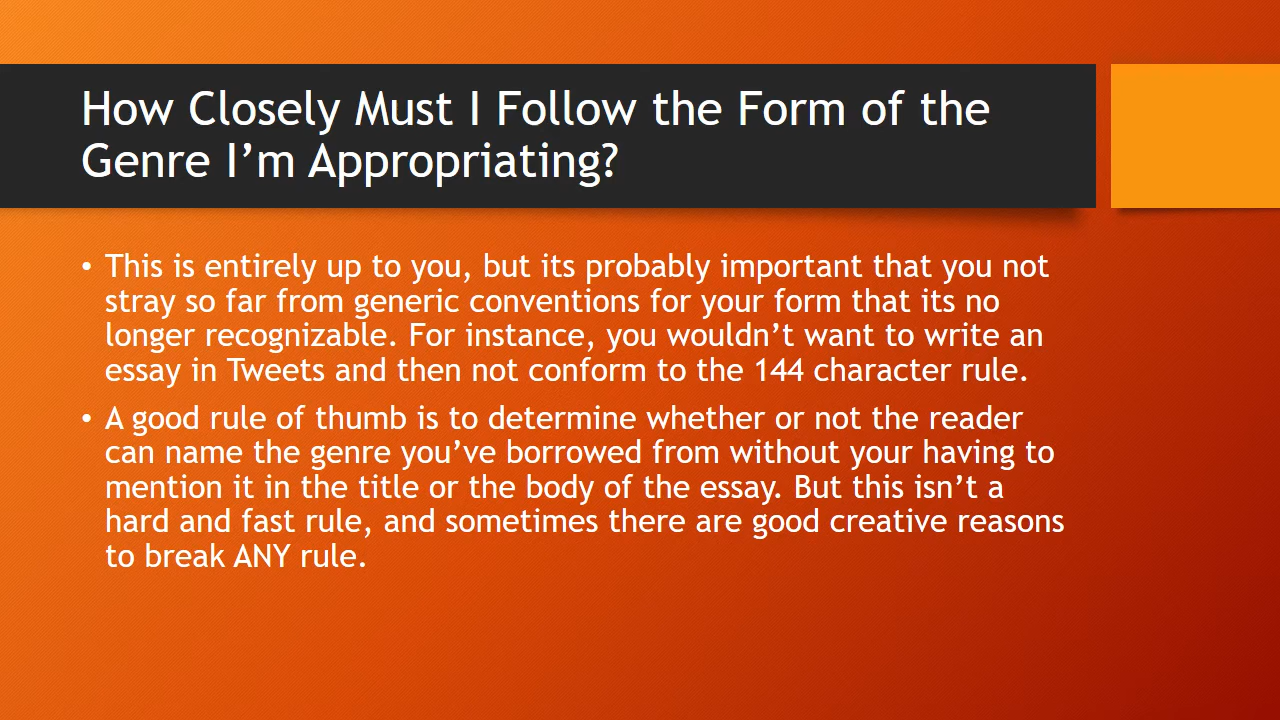 How Closely Must I Follow the Form of the
Genre I’m Appropriating?
• This is entirely up to you, but its probably important that you not
stray so far from generic conventions for your form that its no
longer recognizable. For instance, you wouldn’t want to write an
essay in Tweets and then not conform to the 144 character rule.
• A good rule of thumb is to determine whether or not the reader
can name the genre you’ve borrowed from without your having to
mention it in the title or the body of the essay. But this isn’t a
hard and fast rule, and sometimes there are good creative reasons
to break ANY rule.